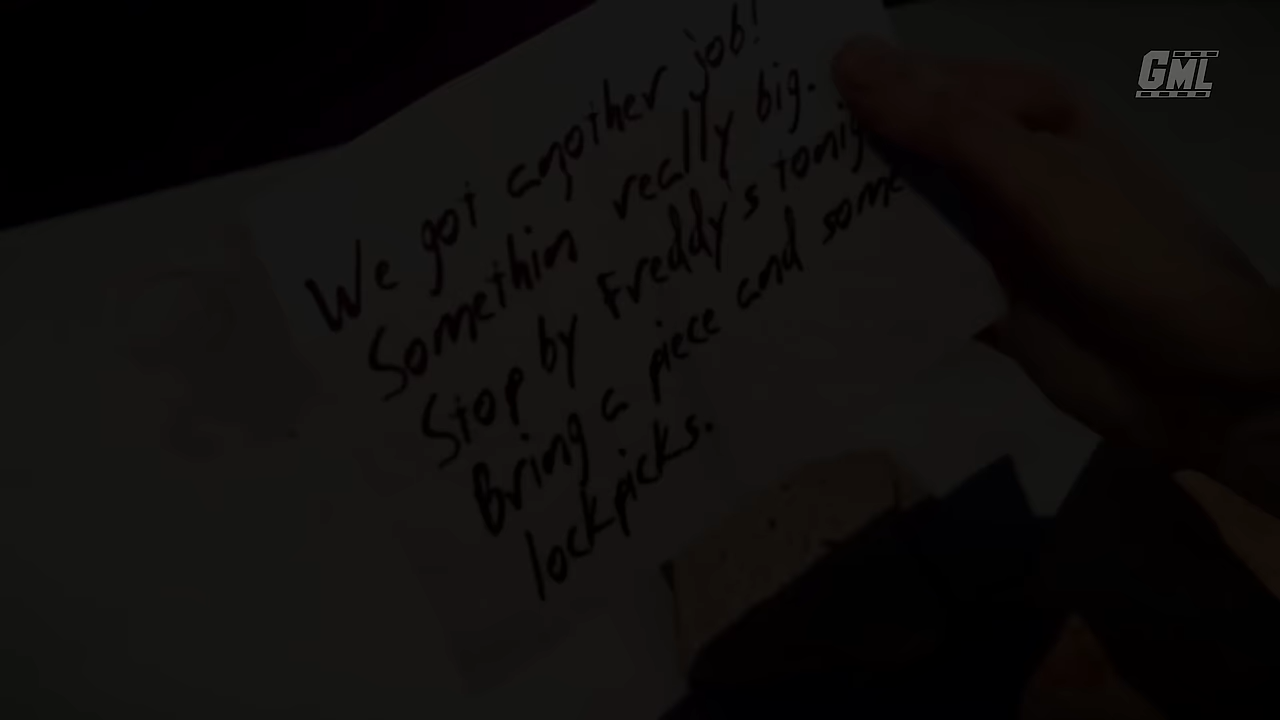 We got another job!
Somethin really big.
Stop by Freddy's
Bring a piece and some
lockpicks.
GML